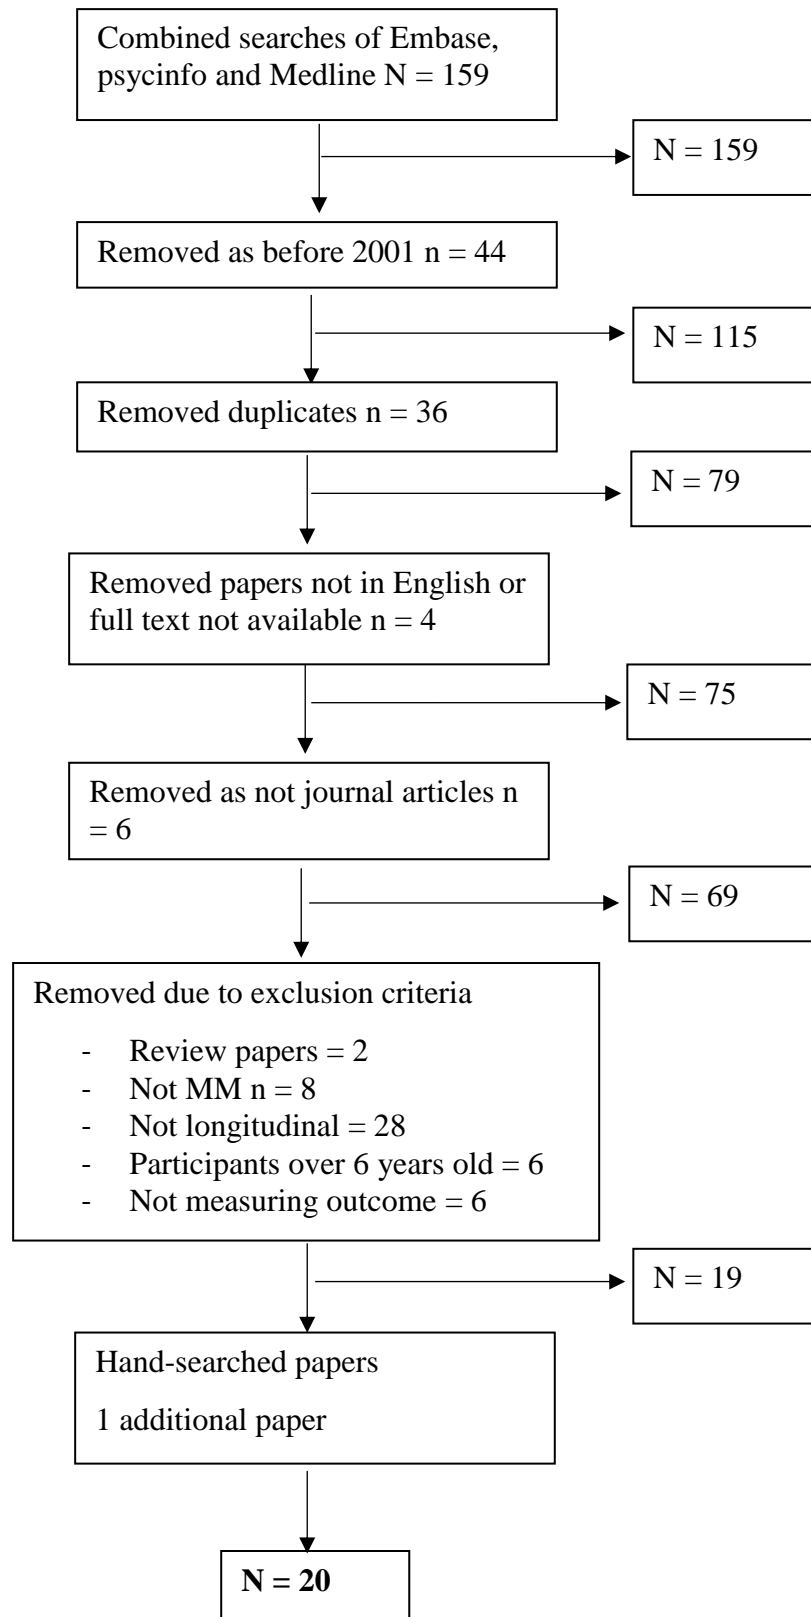 Combined searches of Embase,
psycinfo and Medline N = 159
N = 159
Removed as before 2001 n = 44
N = 115
Removed duplicates n = 36
N = 79
Removed papers not in English or
full text not available n = 4
N = 75
Removed as not journal articles n
= 6
N = 69
Removed due to exclusion criteria
- Review papers = 2
- Not MM n = 8
- Not longitudinal = 28
- Participants over 6 years old = 6
- Not measuring outcome = 6
N = 19
Hand-searched papers
1 additional paper
N = 20